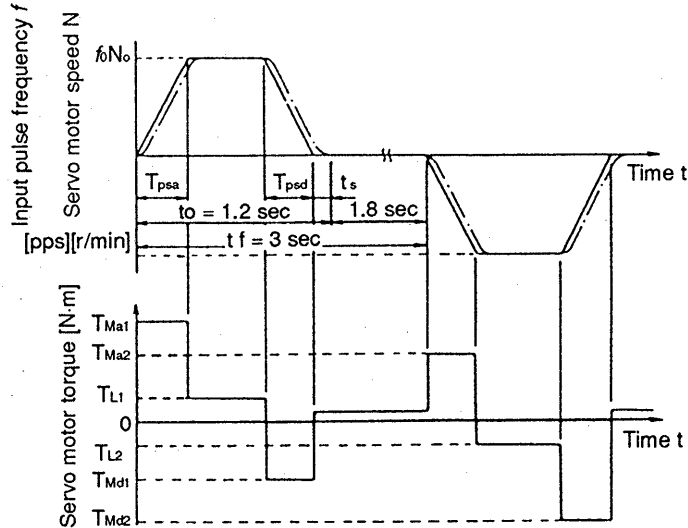 Input pulse frequency f
Servo motor speed N
f₀N₀
Time t
Tpsa
Tpsd
ts
to = 1.2 sec
1.8 sec
[pps][r/min]
t f = 3 sec
Servo motor torque [N·m]
TMa1
TMa2
TL1
0
Time t
TL2
TMd1
TMd2